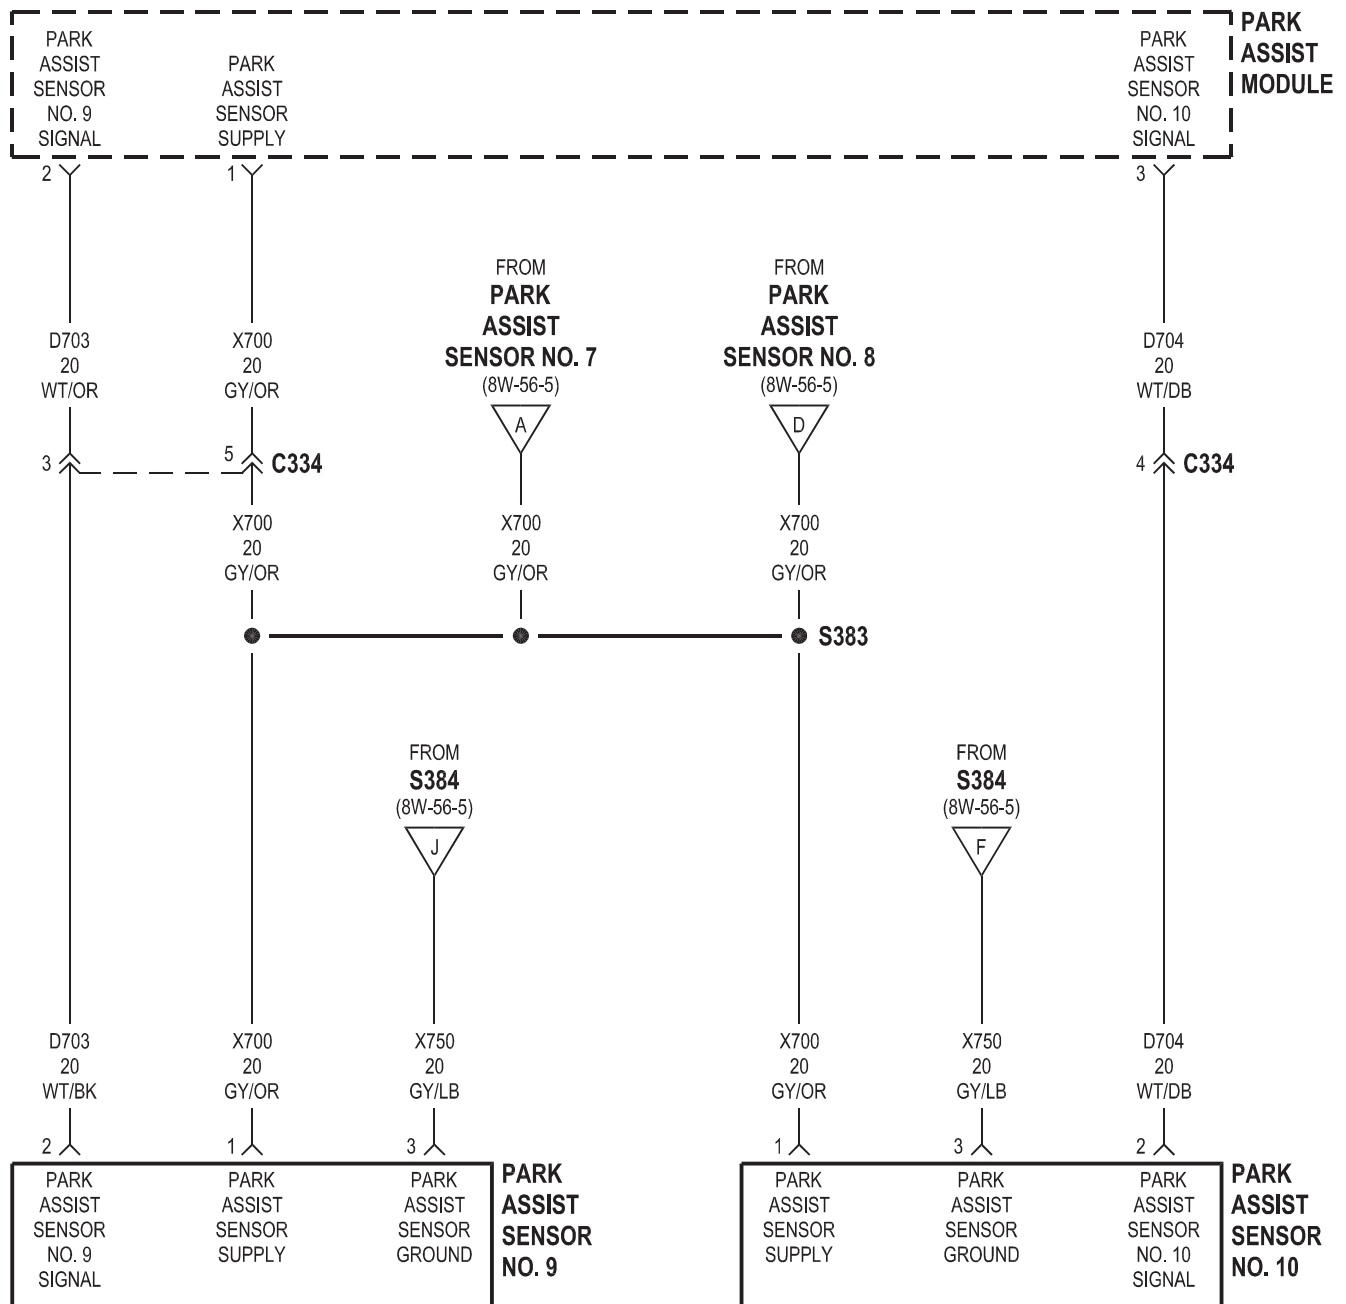 PARK
ASSIST
SENSOR
NO. 9
SIGNAL
PARK
ASSIST
SENSOR
SUPPLY
PARK
ASSIST
SENSOR
NO. 10
SIGNAL
PARK
ASSIST
MODULE
2
1
3
FROM
PARK
ASSIST
SENSOR NO. 7
(8W-56-5)
A
FROM
PARK
ASSIST
SENSOR NO. 8
(8W-56-5)
D
D703
20
WT/OR
X700
20
GY/OR
D704
20
WT/DB
3
5
C334
4
C334
X700
20
GY/OR
X700
20
GY/OR
X700
20
GY/OR
S383
FROM
S384
(8W-56-5)
J
FROM
S384
(8W-56-5)
F
D703
20
WT/BK
X700
20
GY/OR
X750
20
GY/LB
X700
20
GY/OR
X750
20
GY/LB
D704
20
WT/DB
2
1
3
1
3
2
PARK
ASSIST
SENSOR
NO. 9
SIGNAL
PARK
ASSIST
SENSOR
SUPPLY
PARK
ASSIST
SENSOR
GROUND
PARK
ASSIST
SENSOR
NO. 9
PARK
ASSIST
SENSOR
SUPPLY
PARK
ASSIST
SENSOR
GROUND
PARK
ASSIST
SENSOR
NO. 10
SIGNAL
PARK
ASSIST
SENSOR
NO. 10